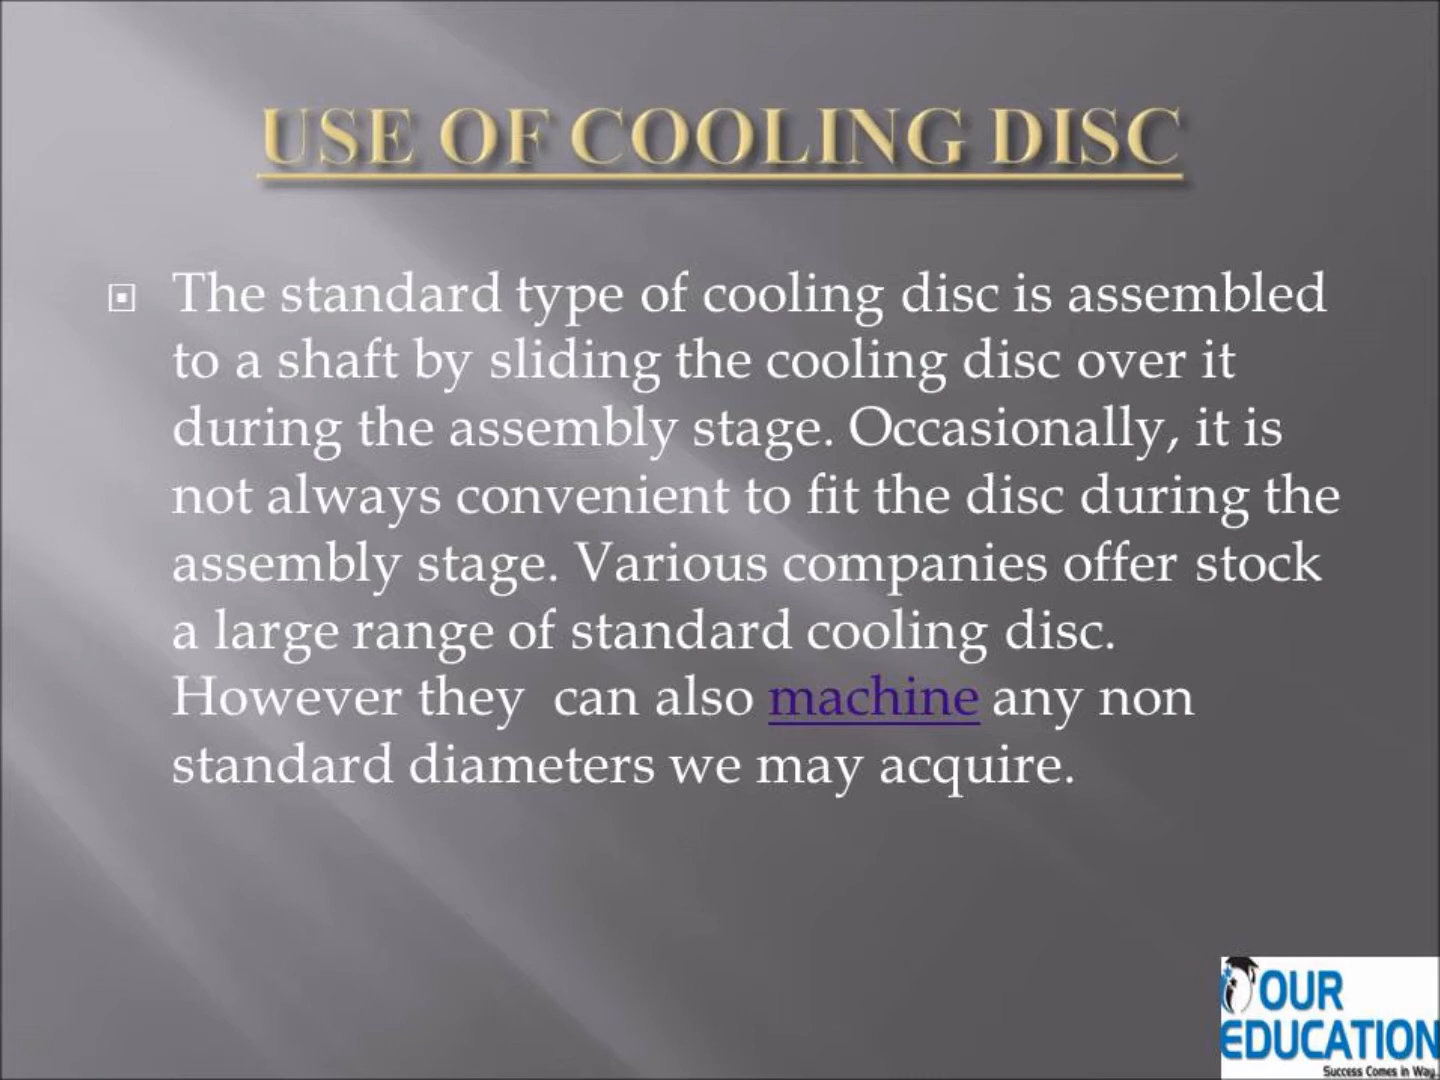 USE OF COOLING DISC
The standard type of cooling disc is assembled
to a shaft by sliding the cooling disc over it
during the assembly stage. Occasionally, it is
not always convenient to fit the disc during the
assembly stage. Various companies offer stock
a large range of standard cooling disc.
However they  can also machine any non
standard diameters we may acquire.
OUR
EDUCATION
Success Comes in Way